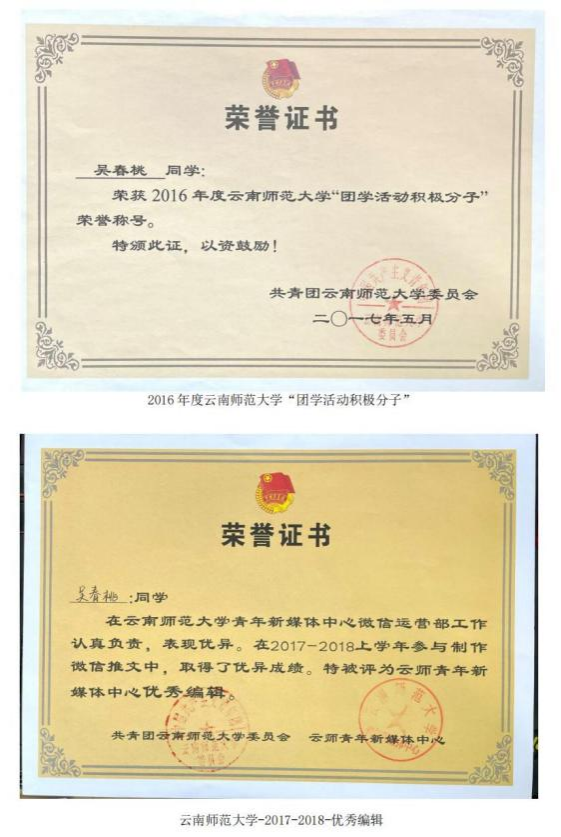 荣誉证书
吴春桃 同学:
荣获2016年度云南师范大学“团学活动积极分子”
荣誉称号。
特颁此证，以资鼓励！
共青团云南师范大学委员会
二〇一七年五月
委员会
2016年度云南师范大学“团学活动积极分子”
荣誉证书
吴春桃 :同学
在云南师范大学青年新媒体中心微信运营部工作
认真负责，表现优异。在2017-2018上学年参与制作
微信推文中，取得了优异成绩。特被评为云师青年新
媒体中心优秀编辑。
共青团云南师范大学委员会 云师青年新媒体中心
云南师范大学-2017-2018-优秀编辑